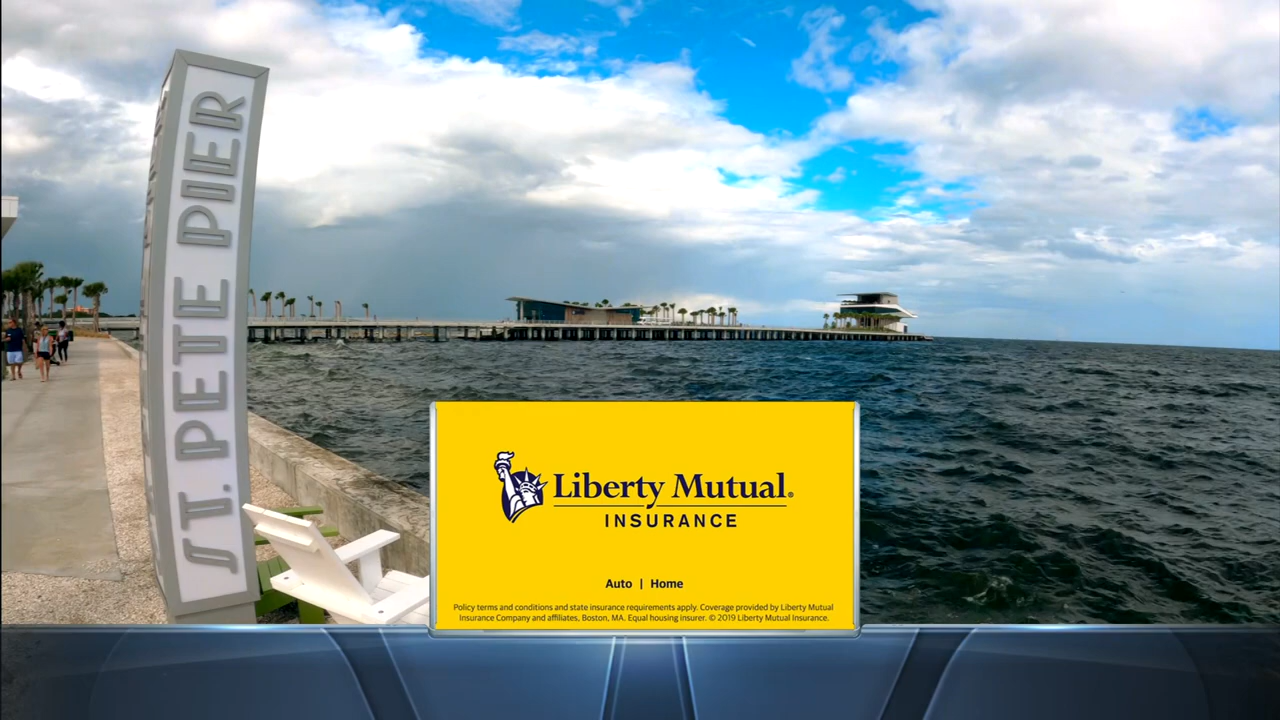 ST. PETE PIER
Liberty Mutual®
INSURANCE
Auto | Home
Policy terms and conditions and state insurance requirements apply. Coverage provided by Liberty Mutual
Insurance Company and affiliates, Boston, MA. Equal housing insurer. © 2019 Liberty Mutual Insurance.